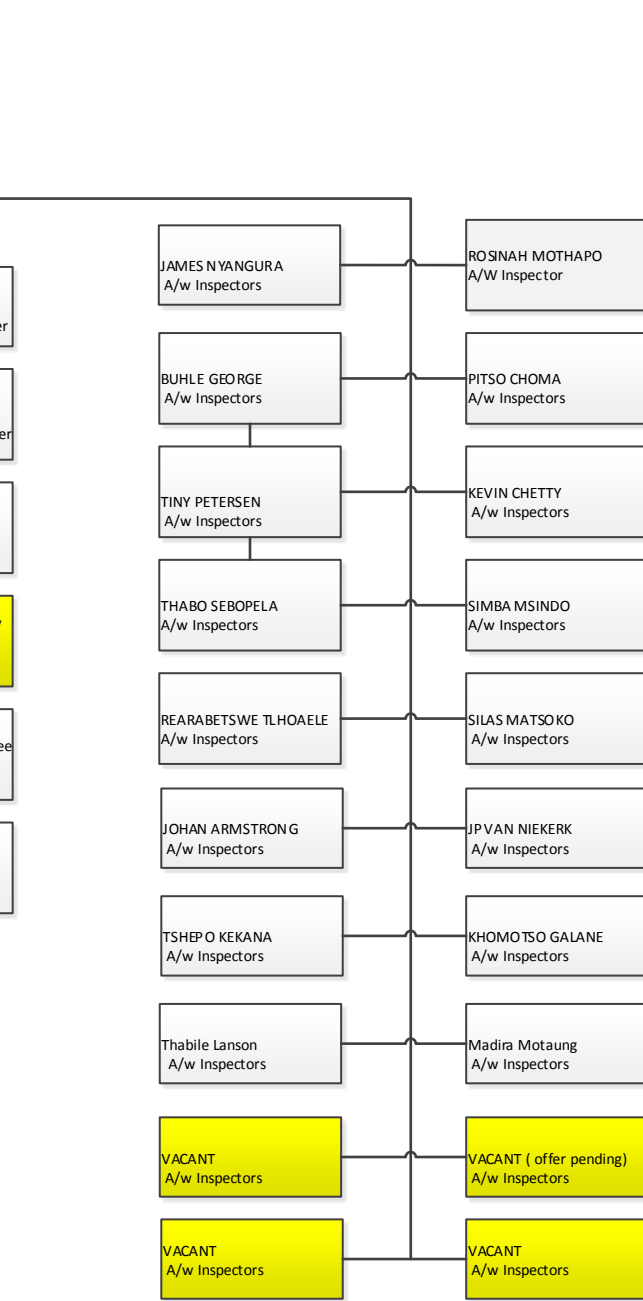 er
er
ee
JAMES NYANGURA
A/w Inspectors
ROSINAH MOTHAPO
A/W Inspector
BUHLE GEORGE
A/w Inspectors
PITSO CHOMA
A/w Inspectors
TINY PETERSEN
A/w Inspectors
KEVIN CHETTY
A/w Inspectors
THABO SEBOPELA
A/w Inspectors
SIMBA MSINDO
A/w Inspectors
REARABETSWE TLHOAELE
A/w Inspectors
SILAS MATSOKO
A/w Inspectors
JOHAN ARMSTRONG
A/w Inspectors
JP VAN NIEKERK
A/w Inspectors
TSHEPO KEKANA
A/w Inspectors
KHOMOTSO GALANE
A/w Inspectors
Thabile Lanson
A/w Inspectors
Madira Motaung
A/w Inspectors
VACANT
A/w Inspectors
VACANT ( offer pending)
A/w Inspectors
VACANT
A/w Inspectors
VACANT
A/w Inspectors